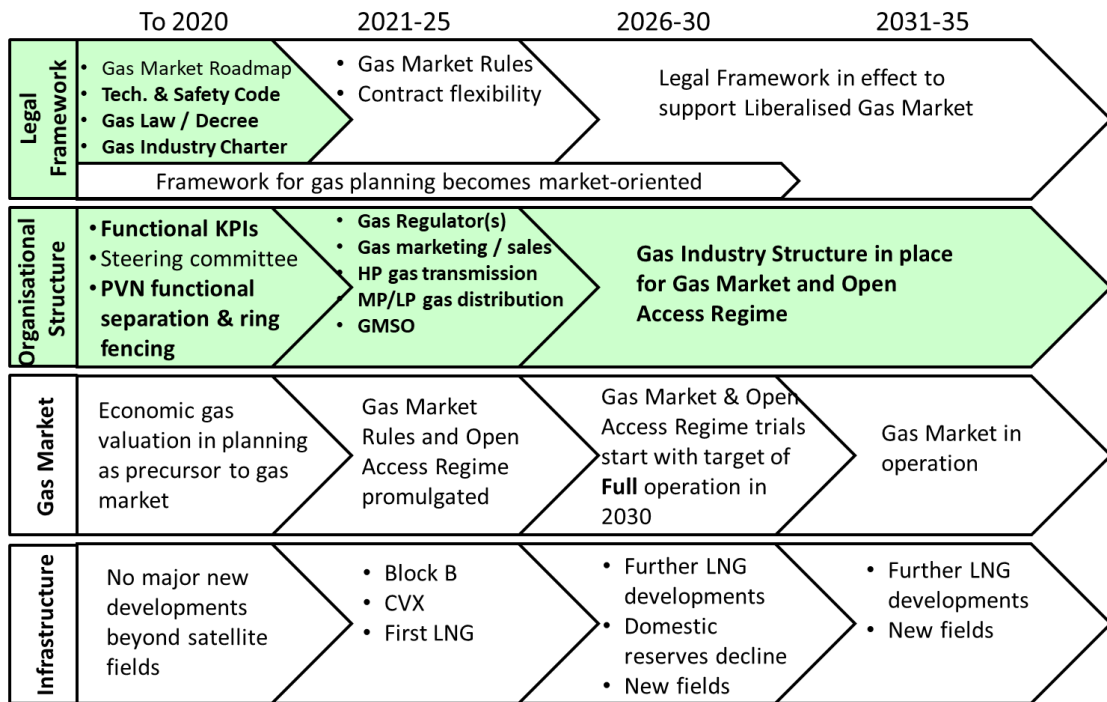 To 2020
2021-25
2026-30
2031-35
Legal
Framework
• Gas Market Roadmap
• Tech. & Safety Code
• Gas Law / Decree
• Gas Industry Charter
• Gas Market Rules
• Contract flexibility
Legal Framework in effect to
support Liberalised Gas Market
Framework for gas planning becomes market-oriented
Organisational
Structure
• Functional KPIs
• Steering committee
• PVN functional
separation & ring
fencing
• Gas Regulator(s)
• Gas marketing / sales
• HP gas transmission
• MP/LP gas distribution
• GMSO
Gas Industry Structure in place
for Gas Market and Open
Access Regime
Gas Market
Economic gas
valuation in planning
as precursor to gas
market
Gas Market
Rules and Open
Access Regime
promulgated
Gas Market & Open
Access Regime trials
start with target of
Full operation in
2030
Gas Market in
operation
Infrastructure
No major new
developments
beyond satellite
fields
• Block B
• CVX
• First LNG
• Further LNG
developments
• Domestic
reserves decline
• New fields
• Further LNG
developments
• New fields